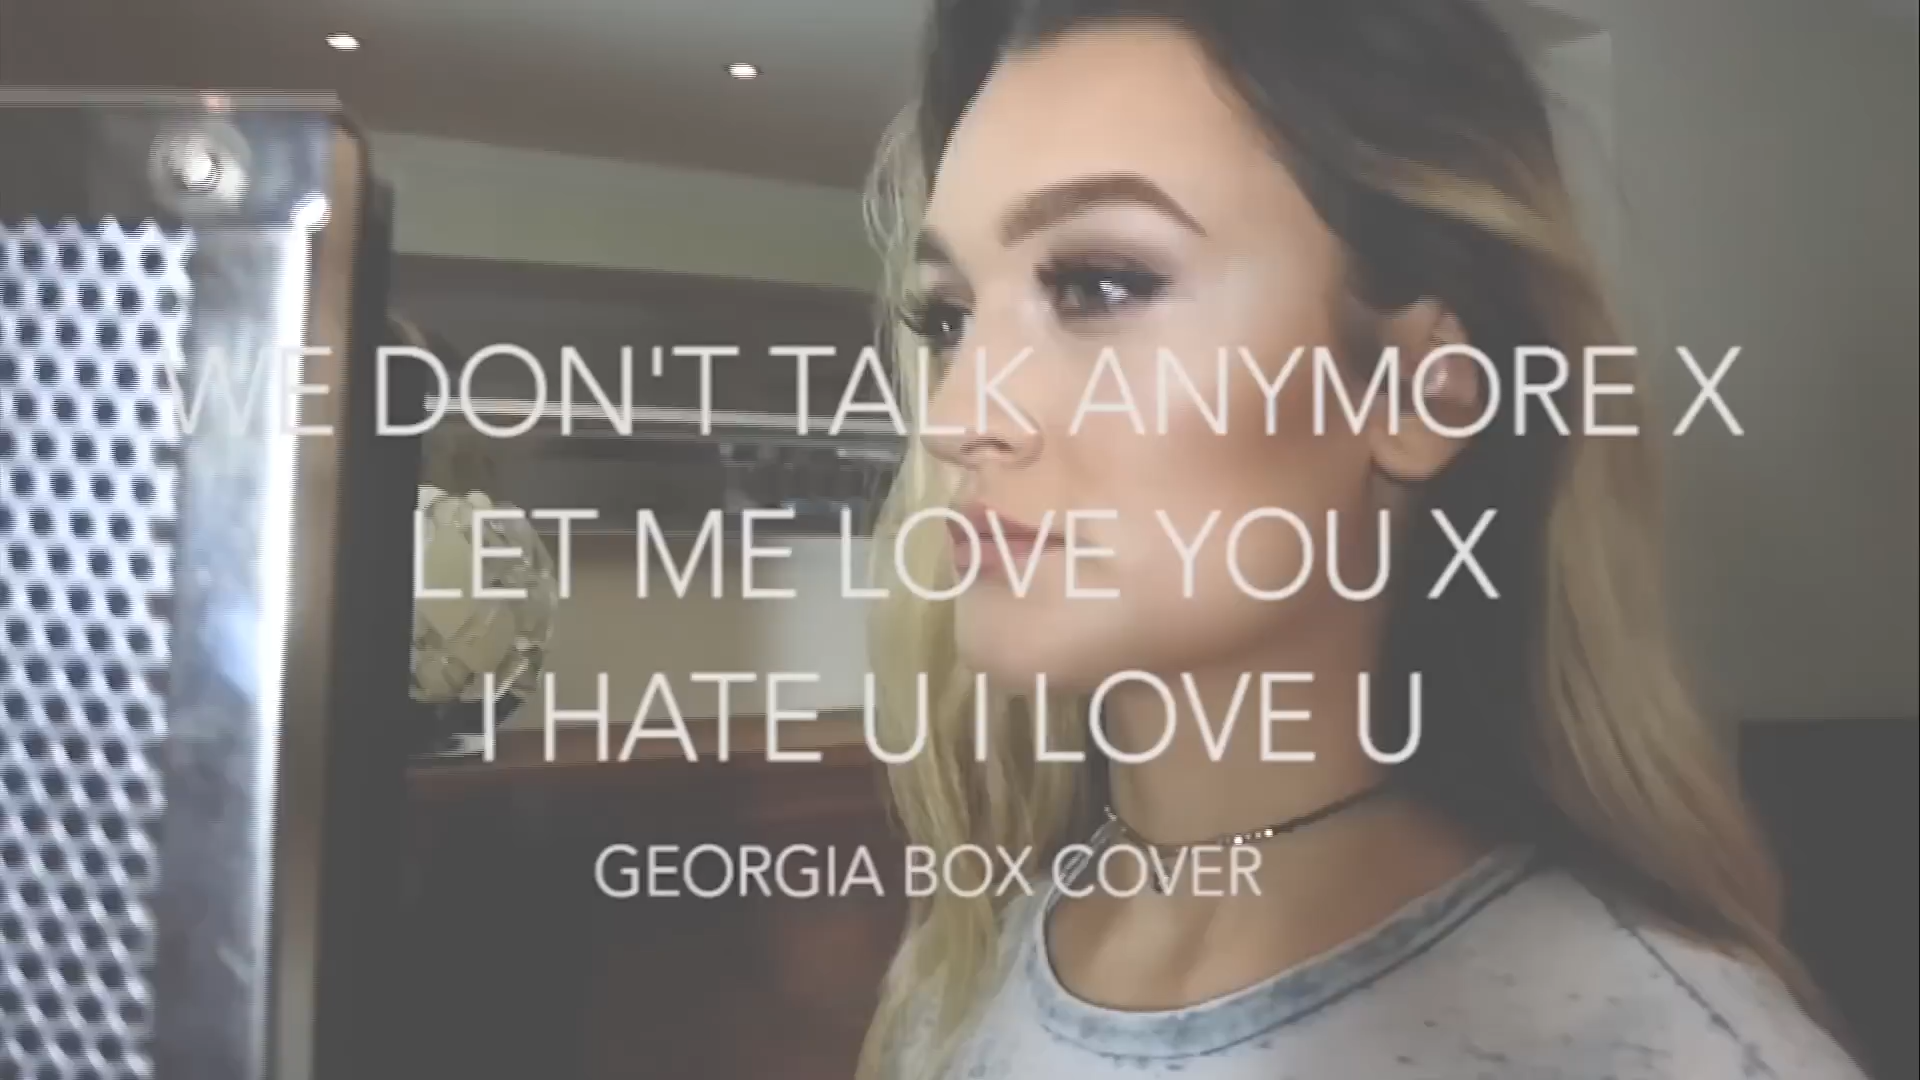 WE DON'T TALK ANYMORE X
LET ME LOVE YOU X
I HATE U I LOVE U
GEORGIA BOX COVER